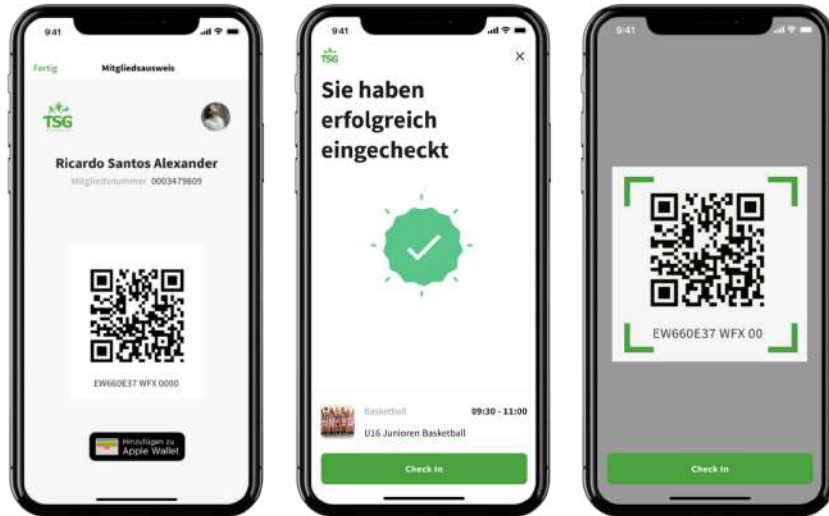 9:41
Fertig
Mitgliedsausweis
TSG
Ricardo Santos Alexander
Mitgliedsnummer 0003479809
EW660E37 WFX 0000
Hinzufügen zu
Apple Wallet
9:41
TSG
Sie haben
erfolgreich
eingecheckt
Basketball
09:30 - 11:00
U16 Junioren Basketball
Check In
9:41
EW660E37 WFX 00
Check In